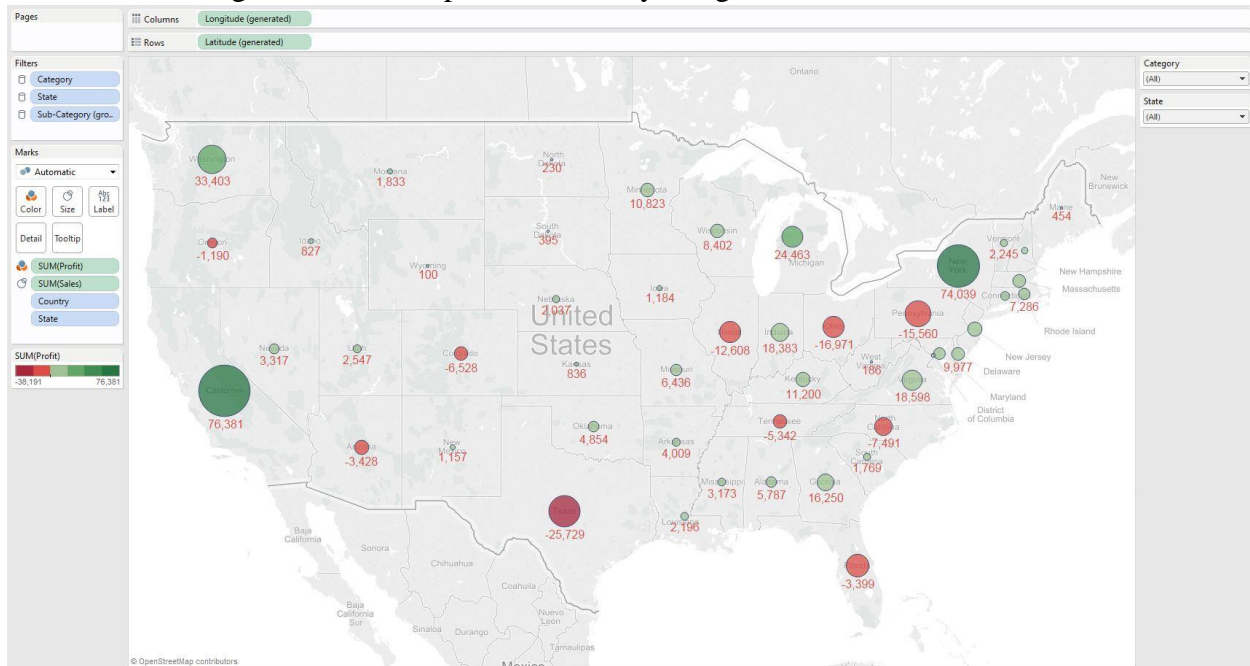 Pages
Columns Longitude (generated)
Rows Latitude (generated)
Filters
Category
State
Sub-Category (gro..
Marks
Automatic
Color Size Label
Detail Tooltip
SUM(Profit)
SUM(Sales)
Country
State
SUM(Profit)
-38,191 76,381
Category
(All)
State
(All)
Ontario
New
Brunswick
Washington
33,403
Montana
1,833
North
Dakota
230
Minnesota
10,823
Maine
454
Oregon
-1,190
Idaho
827
South
Dakota
395
Wisconsin
8,402
24,463
Michigan
Vermont
2,245
Wyoming
100
New
York
74,039
New Hampshire
Massachusetts
Connecticut
7,286
Rhode Island
Nebraska
2,037
Iowa
1,184
United
States
Illinois
-12,608
Indiana
18,383
Ohio
-16,971
Pennsylvania
-15,560
New Jersey
Delaware
Maryland
District
of Columbia
9,977
Nevada
3,317
Utah
2,547
Colorado
-6,528
Kansas
836
Missouri
6,436
Kentucky
11,200
West
Virginia
186
Virginia
18,598
California
76,381
Arizona
-3,428
New
Mexico
1,157
Oklahoma
4,854
Arkansas
4,009
Tennessee
-5,342
North
Carolina
-7,491
South
Carolina
1,769
Texas
-25,729
Louisiana
2,196
Mississippi
3,173
Alabama
5,787
Georgia
16,250
Florida
-3,399
Baja
California
Sonora
Chihuahua
Coahuila
Baja
California
Sur
Sinaloa
Durango
Nuevo
León
Tamaulipas
Mexico
© OpenStreetMap contributors